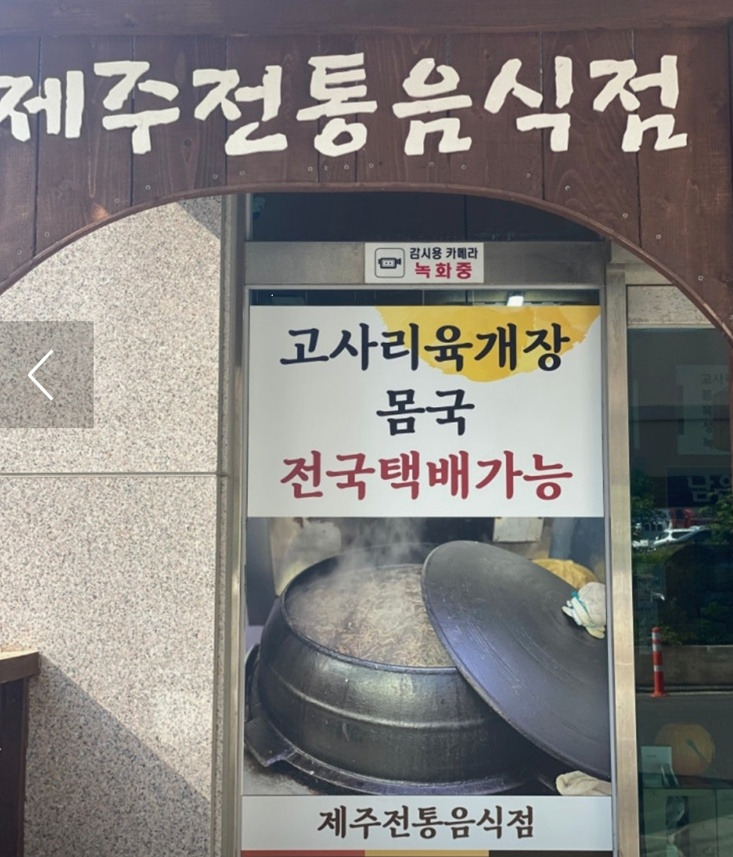 제주전통음식점
감시용 카메라
녹화중
고사리육개장
몸국
전국택배가능
제주전통음식점